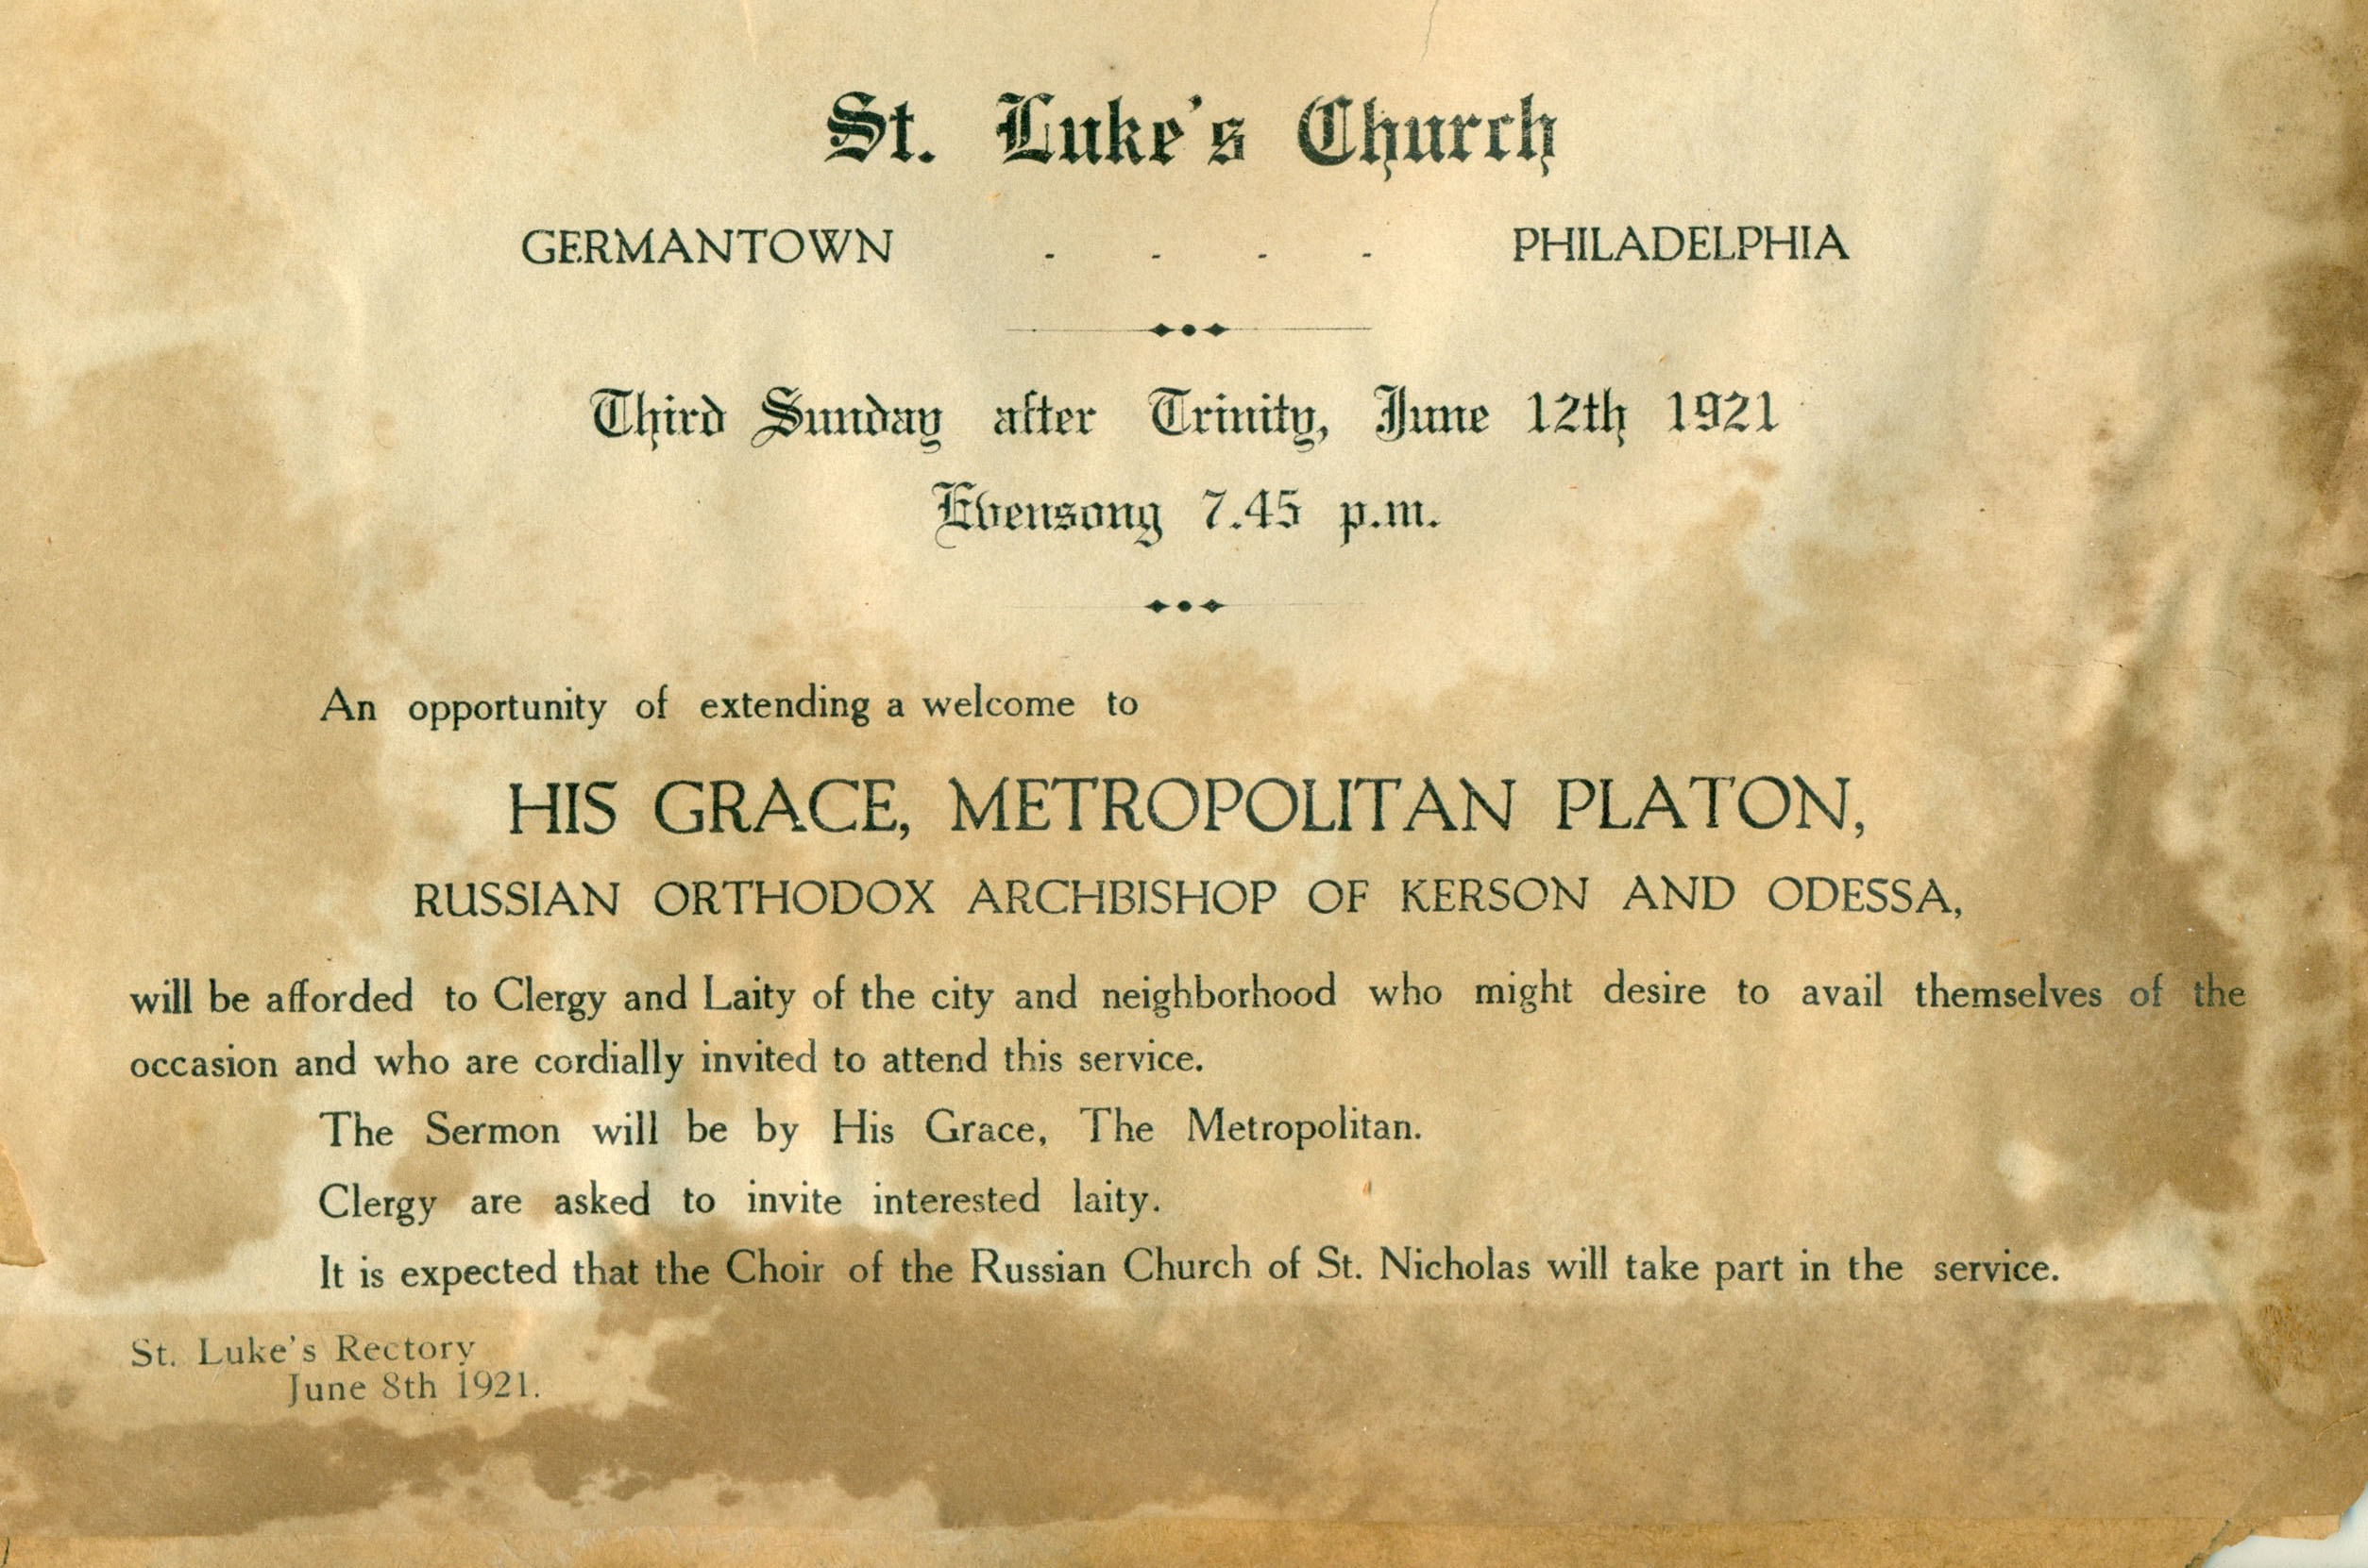 St. Luke's Church
GERMANTOWN - - - - PHILADELPHIA
Third Sunday after Trinity, June 12th 1921
Evensong 7.45 p.m.
An opportunity of extending a welcome to
HIS GRACE, METROPOLITAN PLATON,
RUSSIAN ORTHODOX ARCHBISHOP OF KERSON AND ODESSA,
will be afforded to Clergy and Laity of the city and neighborhood who might desire to avail themselves of the
occasion and who are cordially invited to attend this service.
The Sermon will be by His Grace, The Metropolitan.
Clergy are asked to invite interested laity.
It is expected that the Choir of the Russian Church of St. Nicholas will take part in the service.
St. Luke's Rectory
June 8th 1921.